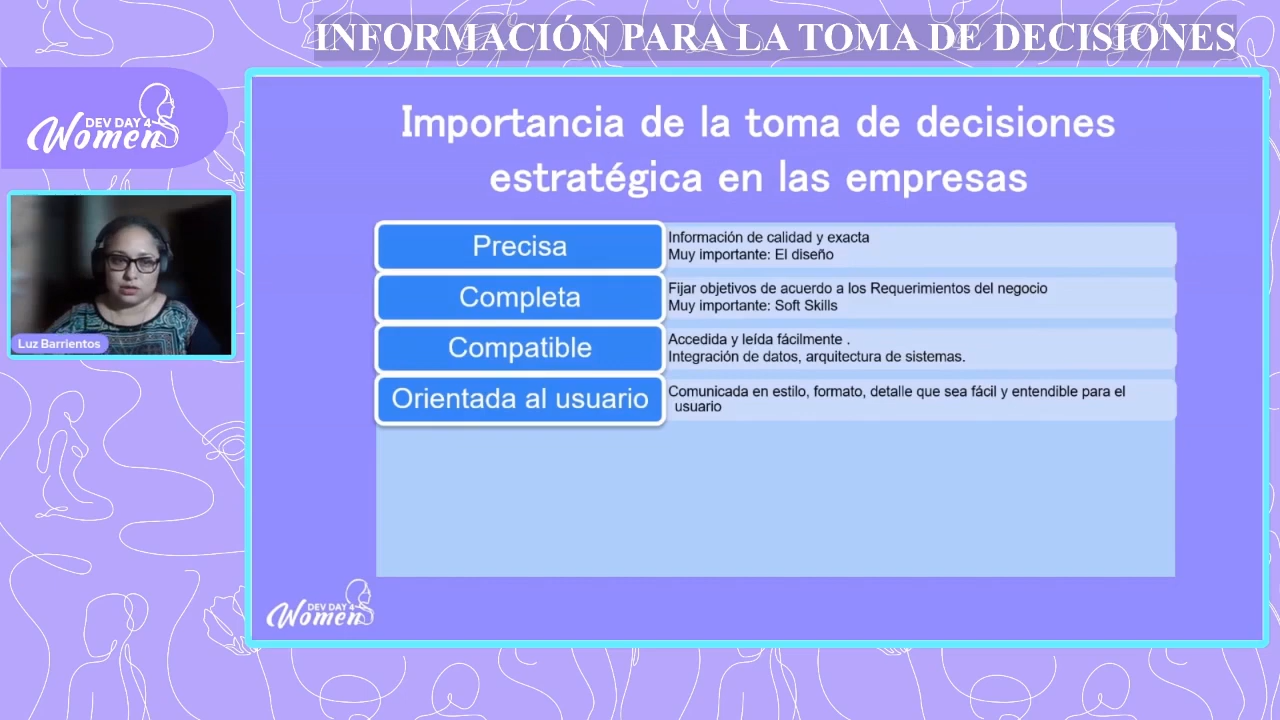 INFORMACIÓN PARA LA TOMA DE DECISIONES
DEV DAY 4
Women
Luz Barrientos
Importancia de la toma de decisiones
estratégica en las empresas
Precisa
Información de calidad y exacta
Muy importante: El diseño
Completa
Fijar objetivos de acuerdo a los Requerimientos del negocio
Muy importante: Soft Skills
Compatible
Accedida y leída fácilmente .
Integración de datos, arquitectura de sistemas.
Orientada al usuario
Comunicada en estilo, formato, detalle que sea fácil y entendible para el
usuario
DEV DAY 4
Women